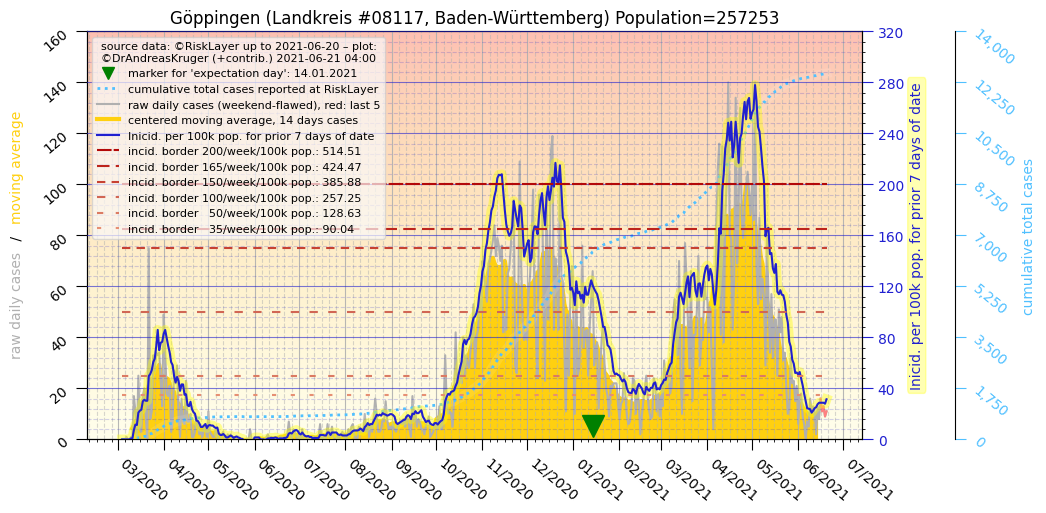 Göppingen (Landkreis #08117, Baden-Württemberg) Population=257253
source data: ©RiskLayer up to 2021-06-20 – plot:
©DrAndreasKruger (+contrib.) 2021-06-21 04:00
marker for 'expectation day': 14.01.2021
cumulative total cases reported at RiskLayer
raw daily cases (weekend-flawed), red: last 5
centered moving average, 14 days cases
Inicid. per 100k pop. for prior 7 days of date
incid. border 200/week/100k pop.: 514.51
incid. border 165/week/100k pop.: 424.47
incid. border 150/week/100k pop.: 385.88
incid. border 100/week/100k pop.: 257.25
incid. border   50/week/100k pop.: 128.63
incid. border   35/week/100k pop.: 90.04
raw daily cases / moving average
160
140
120
100
80
60
40
20
0
320
280
240
200
160
120
80
40
0
Inicid. per 100k pop. for prior 7 days of date
14,000
12,250
10,500
8,750
7,000
5,250
3,500
1,750
0
cumulative total cases
03/2020
04/2020
05/2020
06/2020
07/2020
08/2020
09/2020
10/2020
11/2020
12/2020
01/2021
02/2021
03/2021
04/2021
05/2021
06/2021
07/2021